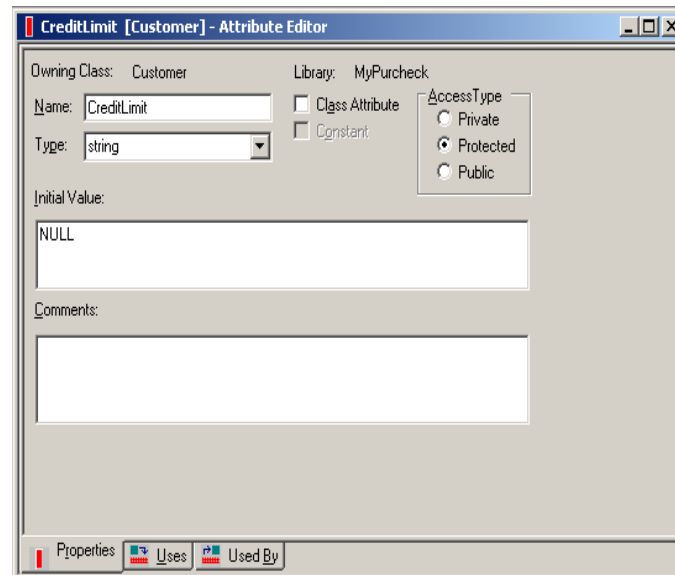 CreditLimit [Customer] - Attribute Editor
Owning Class: Customer Library: MyPurcheck
Name: CreditLimit Class Attribute AccessType
Constant Private
Type: string Protected
Public
Initial Value:
NULL
Comments:
Properties Uses Used By